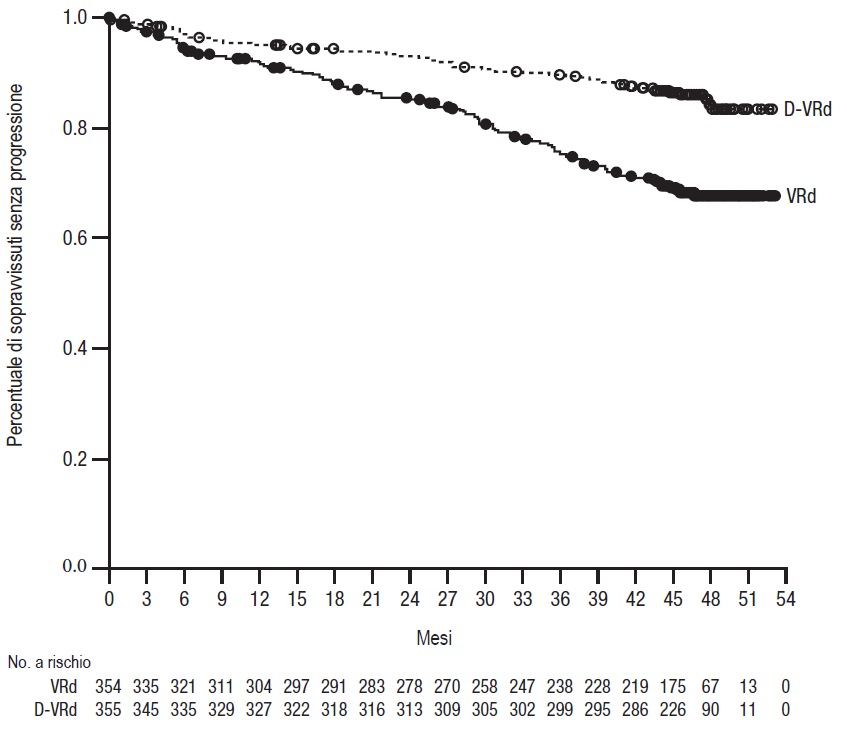 Percentuale di sopravvissuti senza progressione
1.0
0.8
0.6
0.4
0.2
0.0
D-VRd
VRd
0 3 6 9 12 15 18 21 24 27 30 33 36 39 42 45 48 51 54
Mesi
No. a rischio
VRd 354 335 321 311 304 297 291 283 278 270 258 247 238 228 219 175 67 13 0
D-VRd 355 345 335 329 327 322 318 316 313 309 305 302 299 295 286 226 90 11 0